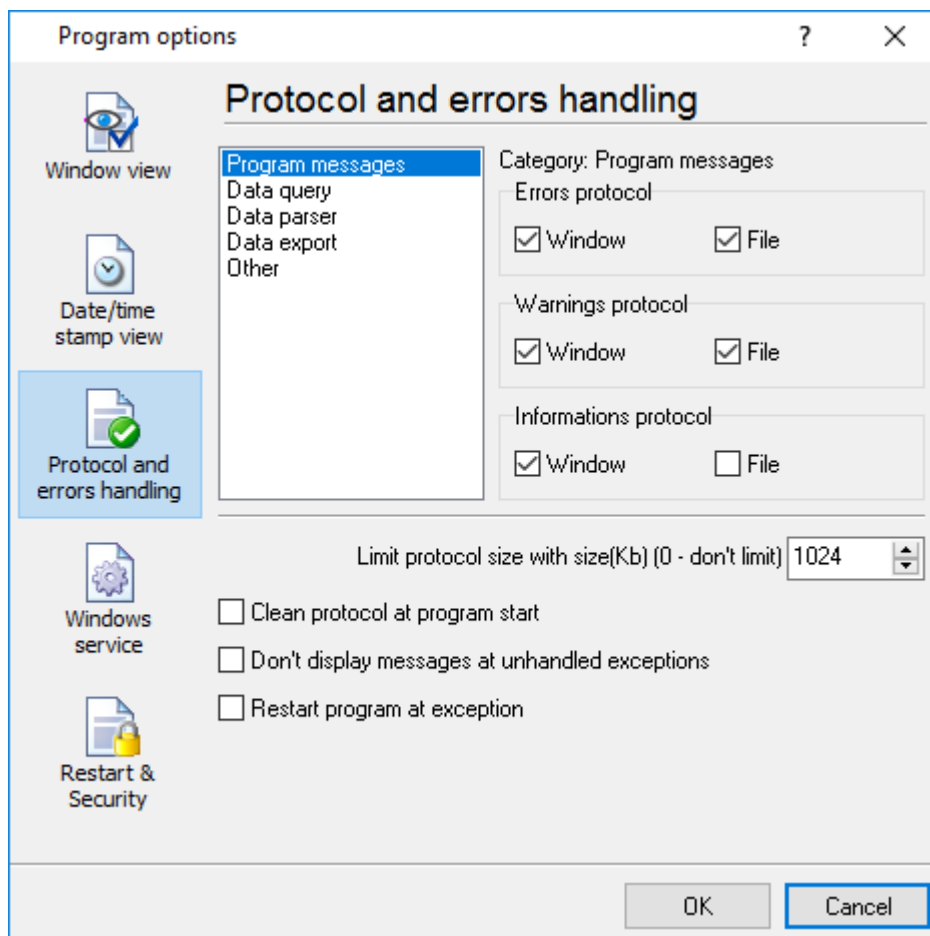 Program options
?
Window view
Date/time
stamp view
Protocol and
errors handling
Windows
service
Restart &
Security
Protocol and errors handling
Program messages
Data query
Data parser
Data export
Other
Category: Program messages
Errors protocol
Window File
Warnings protocol
Window File
Informations protocol
Window File
Limit protocol size with size(Kb) (0 - don't limit) 1024
Clean protocol at program start
Don't display messages at unhandled exceptions
Restart program at exception
OK Cancel